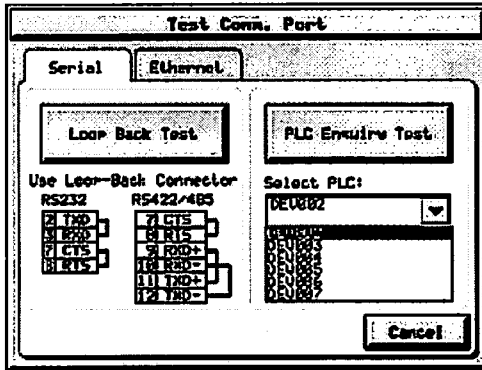 Test Comm. Port
Serial
Ethernet
Loop Back Test
PLC Enquire Test
Use Loop-Back Connector
RS232
RS422/485
2 TXD
3 RXD
7 CTS
8 RTS
7 CTS
8 RTS
9 RXD+
10 RXD-
11 TXD+
12 TXD-
Select PLC:
DEV002
DEV003
DEV004
DEV005
DEV006
DEV007
Cancel